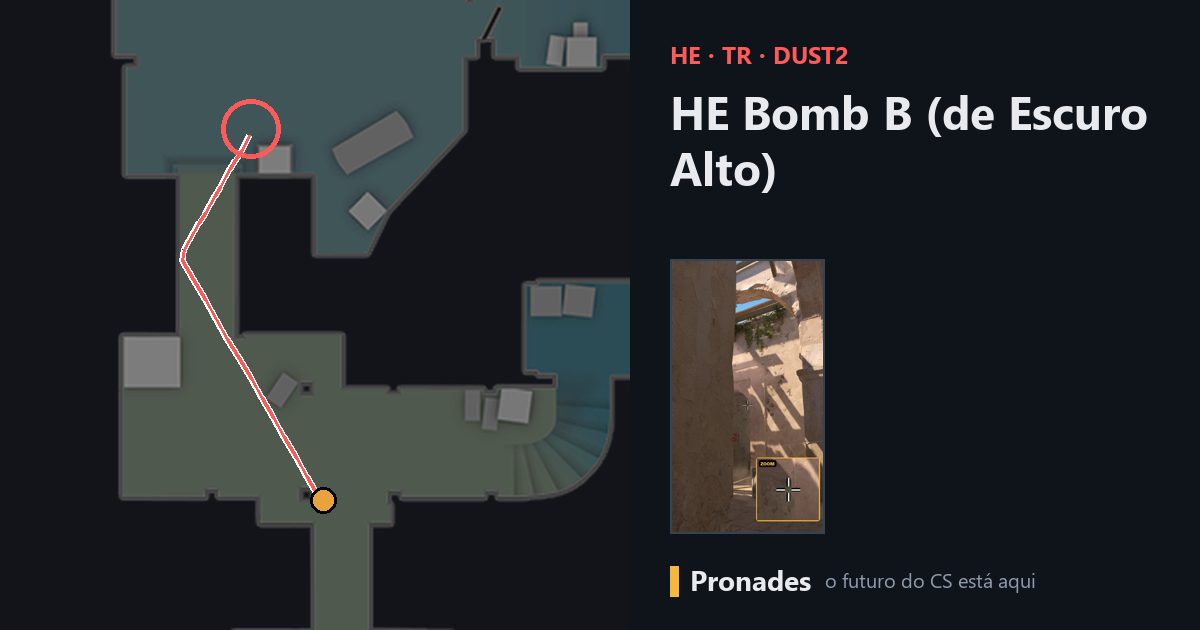 HE · TR · DUST2
HE Bomb B (de Escuro
Alto)
ZOOM
Pronades o futuro do CS está aqui